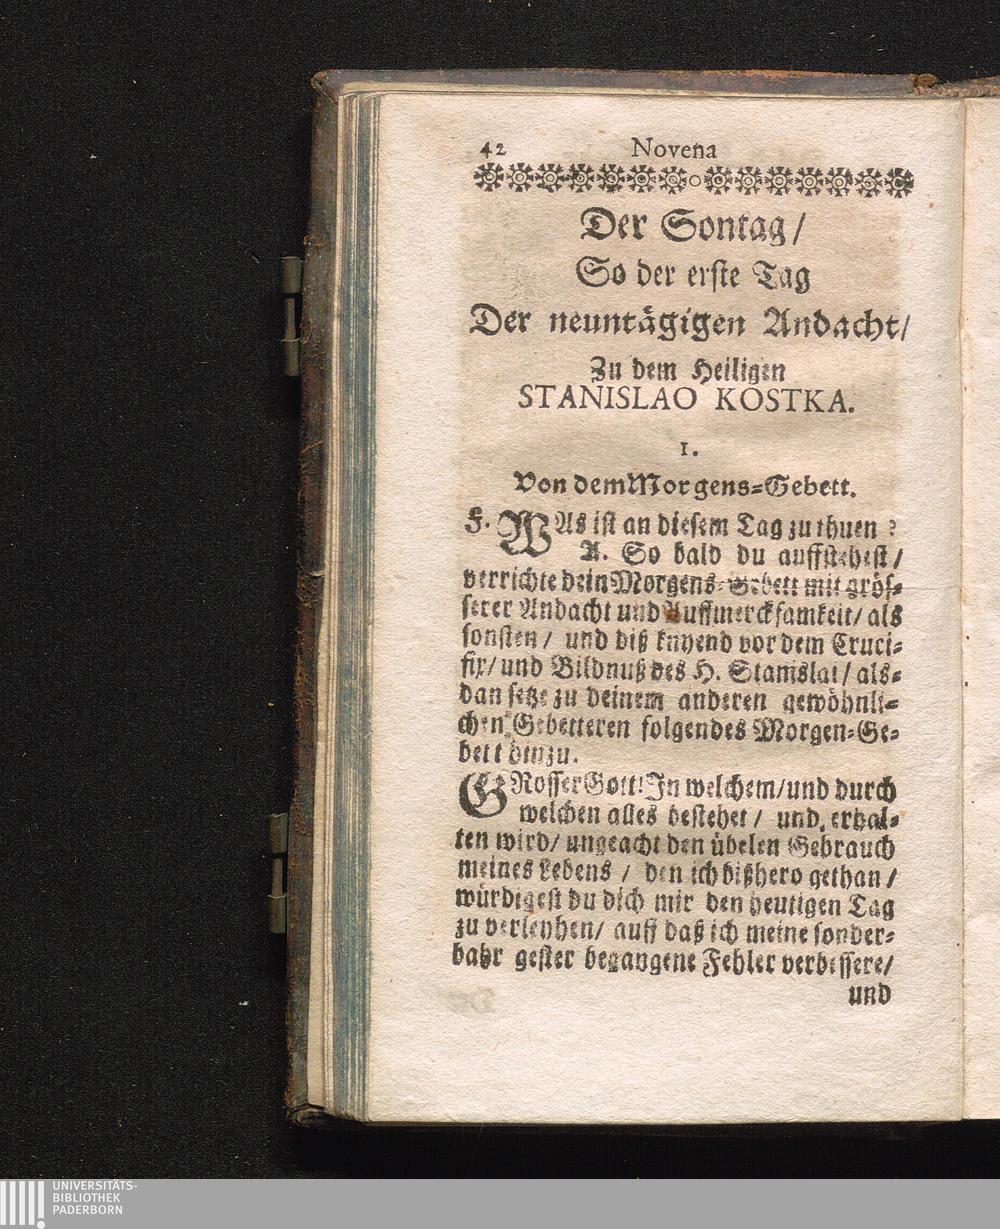 42 Novena
Der Sontag/
So der erste Tag
Der neuntägigen Andacht/
Zu dem Heiligen
STANISLAO KOSTKA.
1.
Von dem Morgens-Gebett.
F. WAs ist an diesem Tag zu thuen ?
A. So bald du auffstehest/
verrichte dein Morgens-Gebett mit grös-
serer Andacht und Auffmercksamkeit/ als
sonsten/ und diß knyend vor dem Cruci-
fix/ und Bildnuß des H. Stanislai/ als-
dan setze zu deinem anderen gewöhnli-
chen Gebetteren folgendes Morgen-Ge-
bett hinzu.
GRosser Gott! In welchem/und durch
welchen alles bestehet/ und erhal-
ten wird/ ungeacht den übelen Gebrauch
meines Lebens / den ich bißhero gethan/
würdigest du dich mir den heutigen Tag
zu verleyhen/ auff daß ich meine sonder-
bahr gester begangene Fehler verbessere/
und
UNIVERSITÄTS-
BIBLIOTHEK
PADERBORN